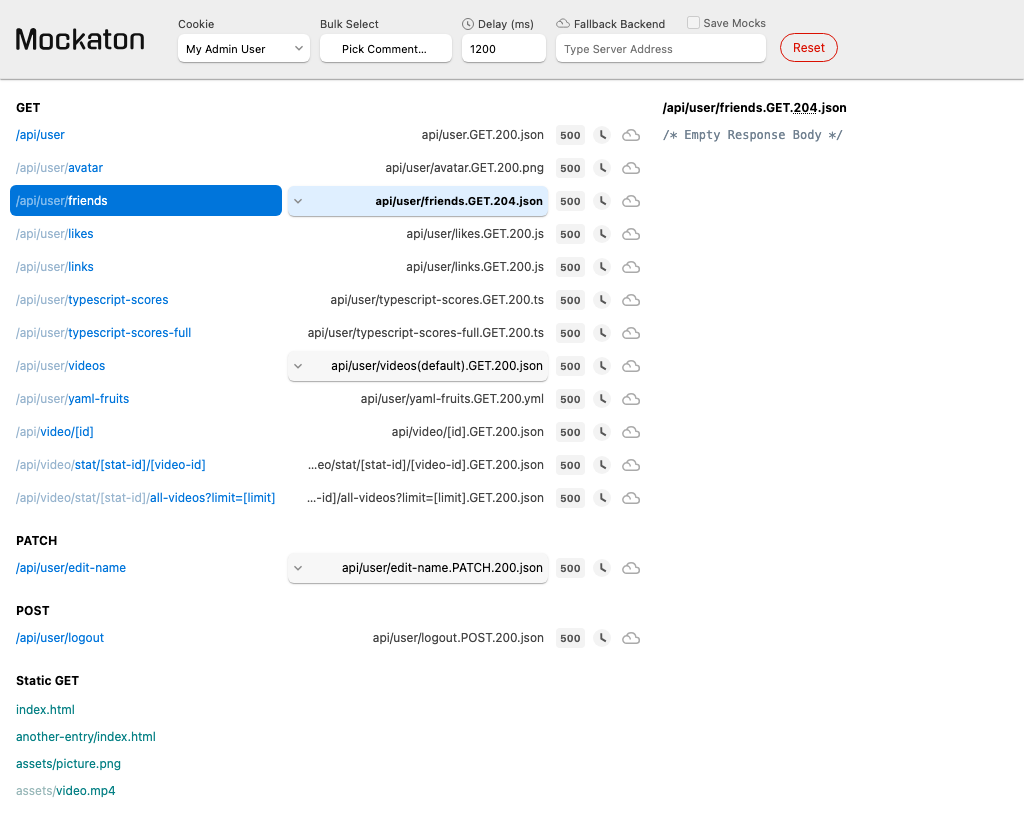 Mockaton
Cookie
My Admin User
Bulk Select
Pick Comment...
Delay (ms)
1200
Fallback Backend
Save Mocks
Type Server Address
Reset
GET
/api/user api/user.GET.200.json 500
/api/user/avatar api/user/avatar.GET.200.png 500
/api/user/friends api/user/friends.GET.204.json 500
/api/user/likes api/user/likes.GET.200.js 500
/api/user/links api/user/links.GET.200.js 500
/api/user/typescript-scores api/user/typescript-scores.GET.200.ts 500
/api/user/typescript-scores-full api/user/typescript-scores-full.GET.200.ts 500
/api/user/videos api/user/videos(default).GET.200.json 500
/api/user/yaml-fruits api/user/yaml-fruits.GET.200.yml 500
/api/video/[id] api/video/[id].GET.200.json 500
/api/video/stat/[stat-id]/[video-id] ...eo/stat/[stat-id]/[video-id].GET.200.json 500
/api/video/stat/[stat-id]/all-videos?limit=[limit] ...-id]/all-videos?limit=[limit].GET.200.json 500
PATCH
/api/user/edit-name api/user/edit-name.PATCH.200.json 500
POST
/api/user/logout api/user/logout.POST.200.json 500
Static GET
index.html
another-entry/index.html
assets/picture.png
assets/video.mp4
/api/user/friends.GET.204.json
/* Empty Response Body */